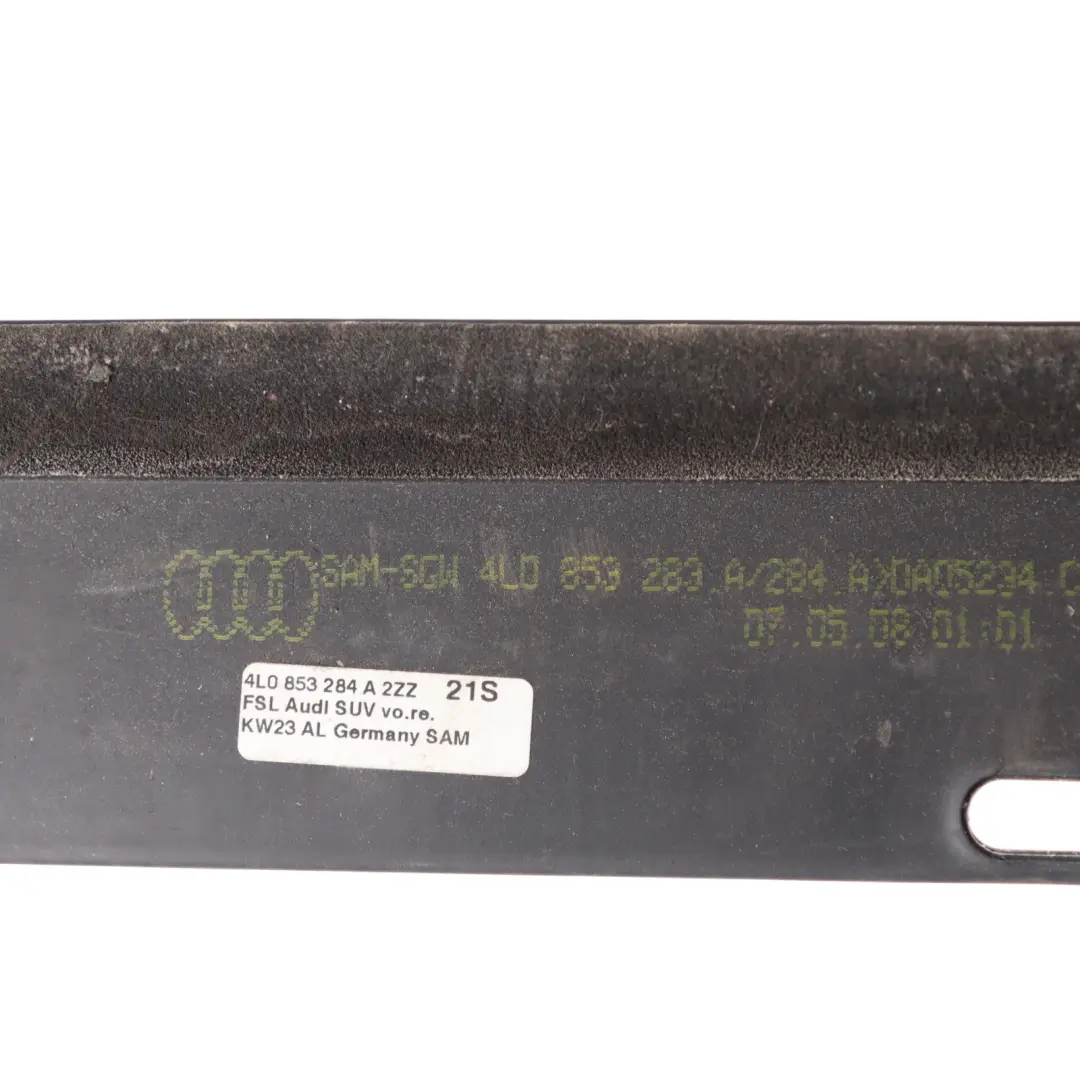 SAM-SGW 4L0 853 283.A/284.A
07.05.08 01:01
4L0 853 284 A 2ZZ 21S
FSL Audi SUV vo.re.
KW23 AL Germany SAM